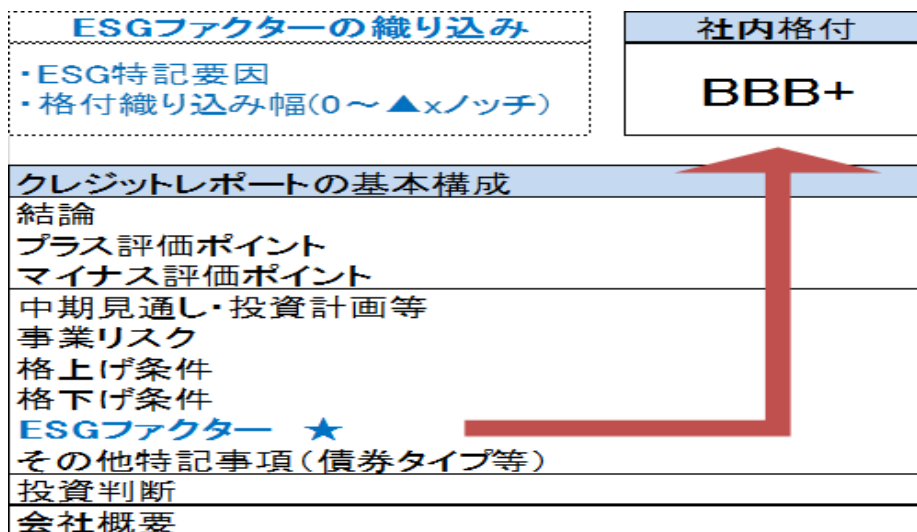 ESGファクターの織り込み
・ESG特記要因
・格付織り込み幅(0～▲xノッチ)
社内格付
BBB+
クレジットレポートの基本構成
結論
プラス評価ポイント
マイナス評価ポイント
中期見通し・投資計画等
事業リスク
格上げ条件
格下げ条件
ESGファクター ★
その他特記事項(債券タイプ等)
投資判断
会社概要